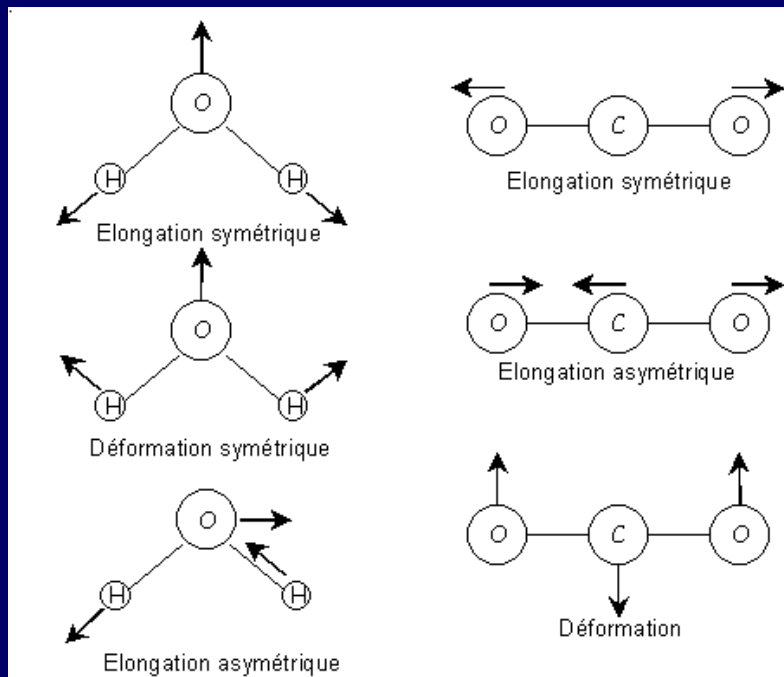 O
H H
Elongation symétrique
O
H H
Déformation symétrique
O
H H
Elongation asymétrique
O C O
Elongation symétrique
O C O
Elongation asymétrique
O C O
Déformation